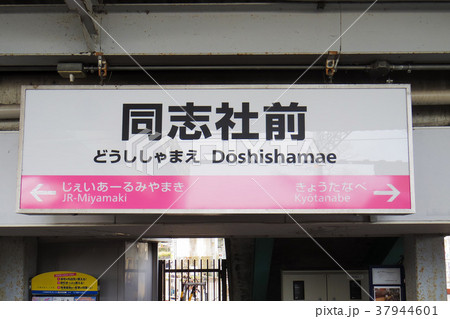 同志社前
どうししゃまえ Doshishamae
← じぇいあーるみやまき きょうたなべ →
JR-Miyamaki Kyotanabe
pixta.jp - 37944601